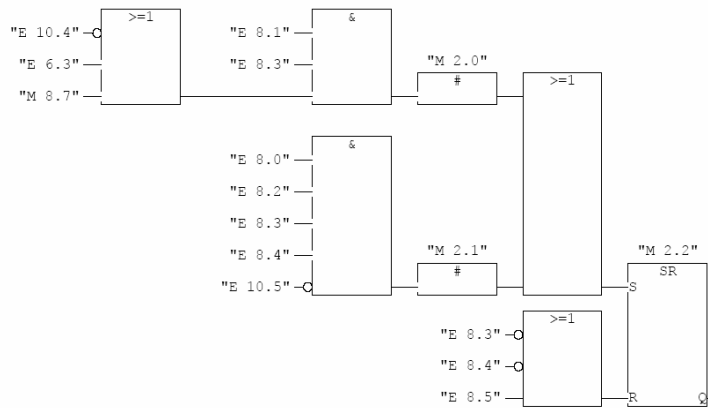 >=1 &
"E 10.4" "E 8.1"
"E 6.3" "E 8.3" "M 2.0"
# >=1
"M 8.7"
&
"E 8.0"
"E 8.2"
"E 8.3"
"E 8.4" "M 2.1" "M 2.2"
# SR
"E 10.5" S
>=1
"E 8.3"
"E 8.4"
"E 8.5" R Q